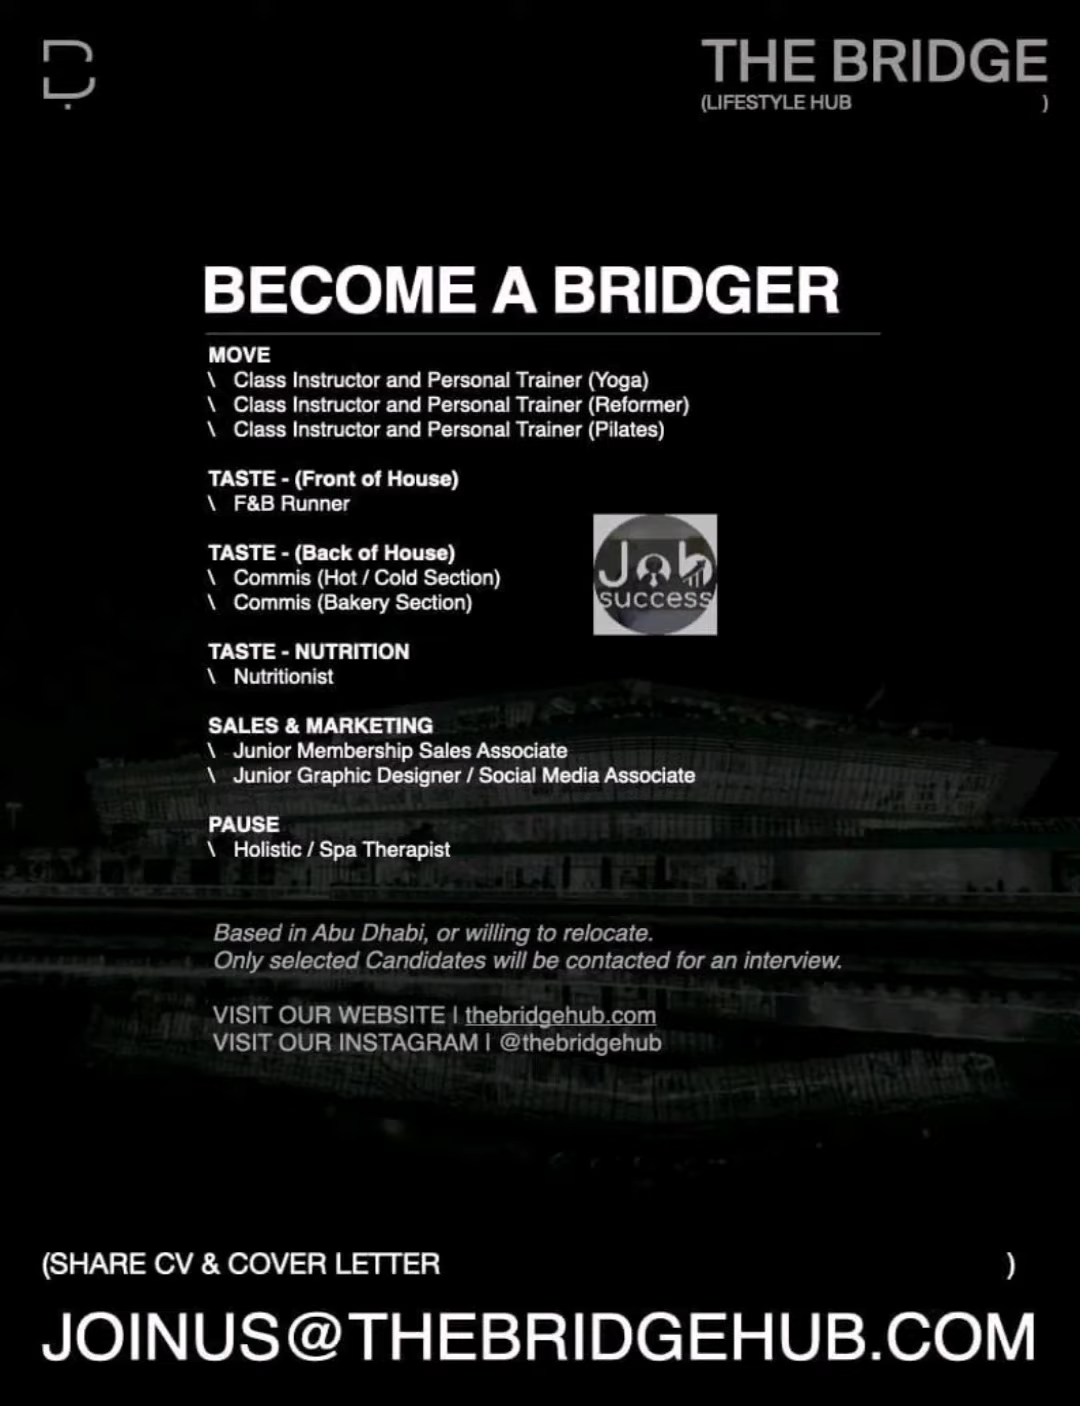 THE BRIDGE
(LIFESTYLE HUB )
BECOME A BRIDGER
MOVE
\ Class Instructor and Personal Trainer (Yoga)
\ Class Instructor and Personal Trainer (Reformer)
\ Class Instructor and Personal Trainer (Pilates)
TASTE - (Front of House)
\ F&B Runner
TASTE - (Back of House)
\ Commis (Hot / Cold Section)
\ Commis (Bakery Section)
Job
success
TASTE - NUTRITION
\ Nutritionist
SALES & MARKETING
\ Junior Membership Sales Associate
\ Junior Graphic Designer / Social Media Associate
PAUSE
\ Holistic / Spa Therapist
Based in Abu Dhabi, or willing to relocate.
Only selected Candidates will be contacted for an interview.
VISIT OUR WEBSITE | thebridgehub.com
VISIT OUR INSTAGRAM | @thebridgehub
(SHARE CV & COVER LETTER )
JOINUS@THEBRIDGEHUB.COM